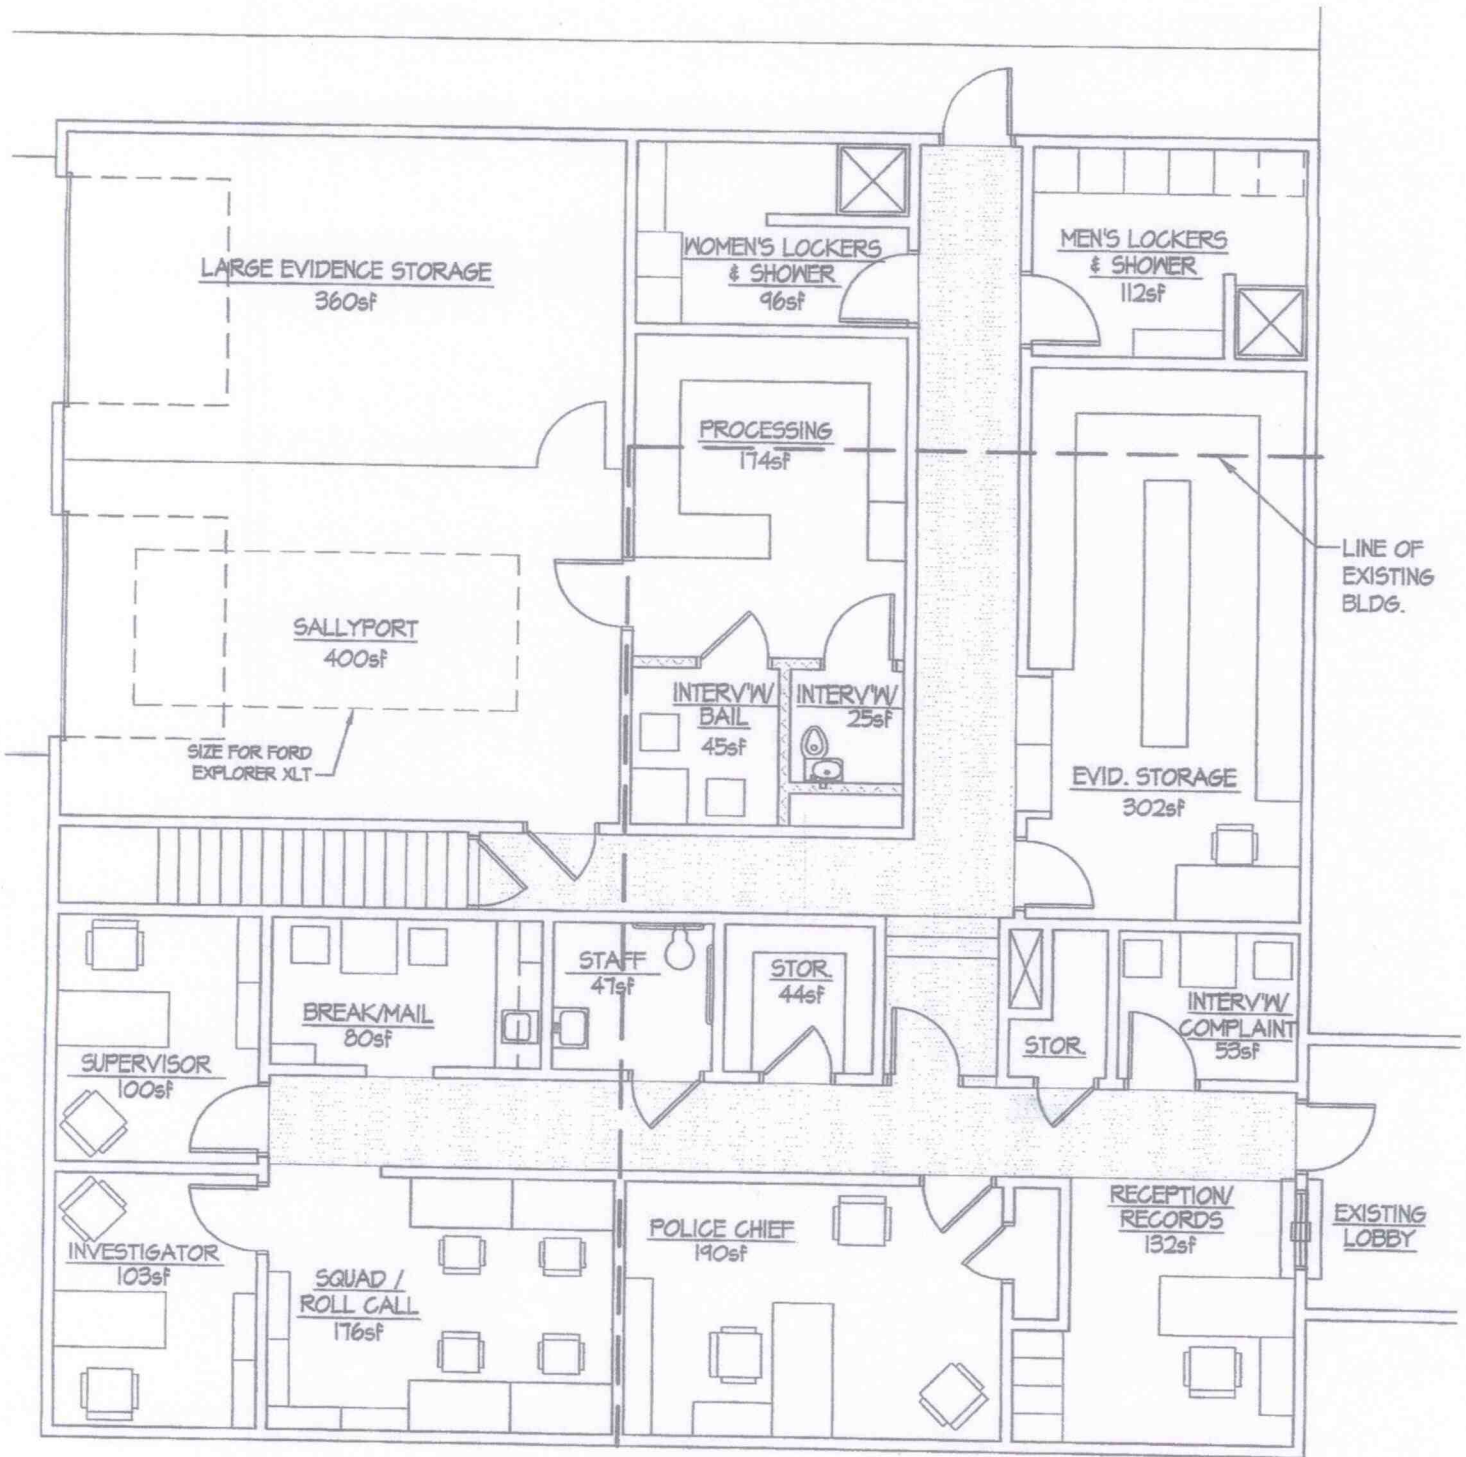 LARGE EVIDENCE STORAGE
360sf
WOMEN'S LOCKERS
& SHOWER
96sf
MEN'S LOCKERS
& SHOWER
112sf
PROCESSING
174sf
LINE OF
EXISTING
BLDG.
SALLYPORT
400sf
SIZE FOR FORD
EXPLORER XLT
INTERV'W/
BAIL
45sf
INTERV'W/
25sf
EVID. STORAGE
302sf
STAFF
47sf
STOR.
44sf
BREAK/MAIL
80sf
SUPERVISOR
100sf
STOR.
INTERV'W/
COMPLAINT
53sf
INVESTIGATOR
103sf
SQUAD /
ROLL CALL
176sf
POLICE CHIEF
190sf
RECEPTION/
RECORDS
132sf
EXISTING
LOBBY